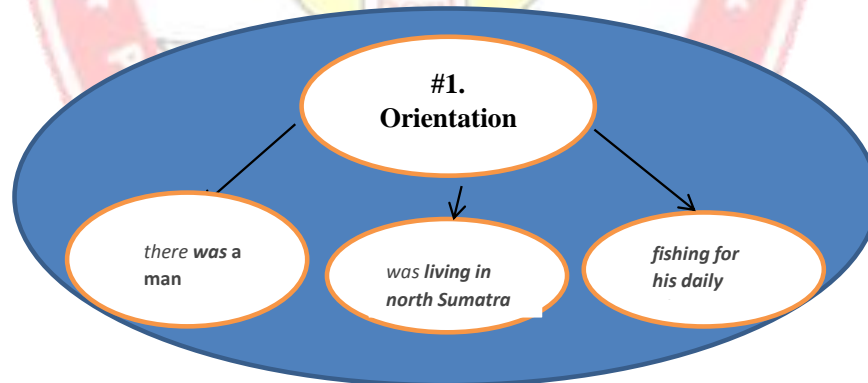 #1.
Orientation
there was a
man
was living in
north Sumatra
fishing for
his daily